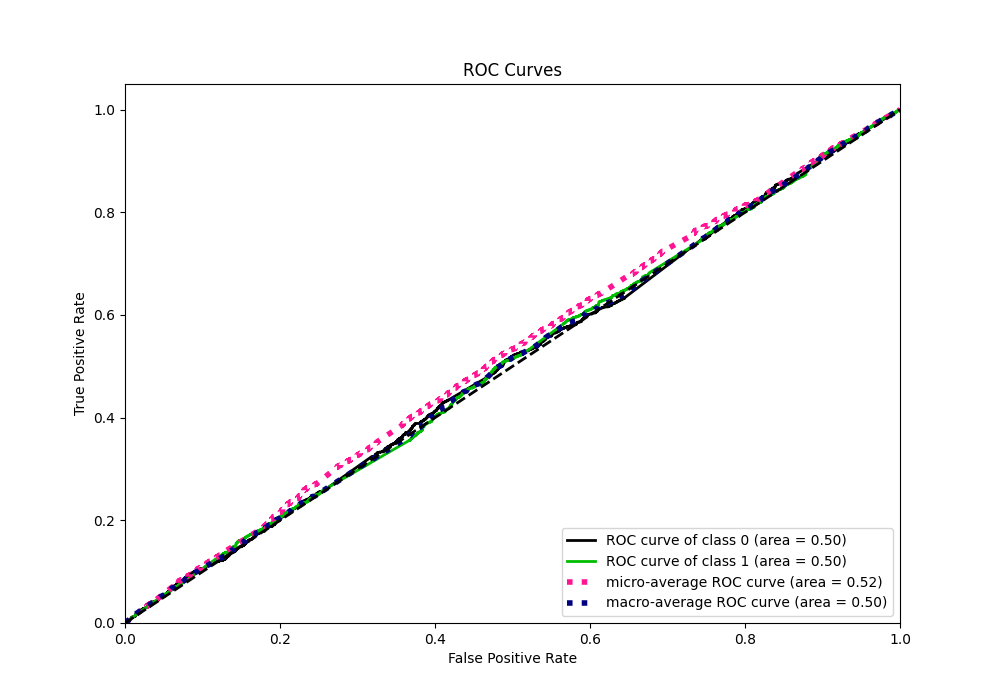 ROC Curves
True Positive Rate
1.0
0.8
0.6
0.4
0.2
0.0
ROC curve of class 0 (area = 0.50)
ROC curve of class 1 (area = 0.50)
micro-average ROC curve (area = 0.52)
macro-average ROC curve (area = 0.50)
0.0 0.2 0.4 0.6 0.8 1.0
False Positive Rate